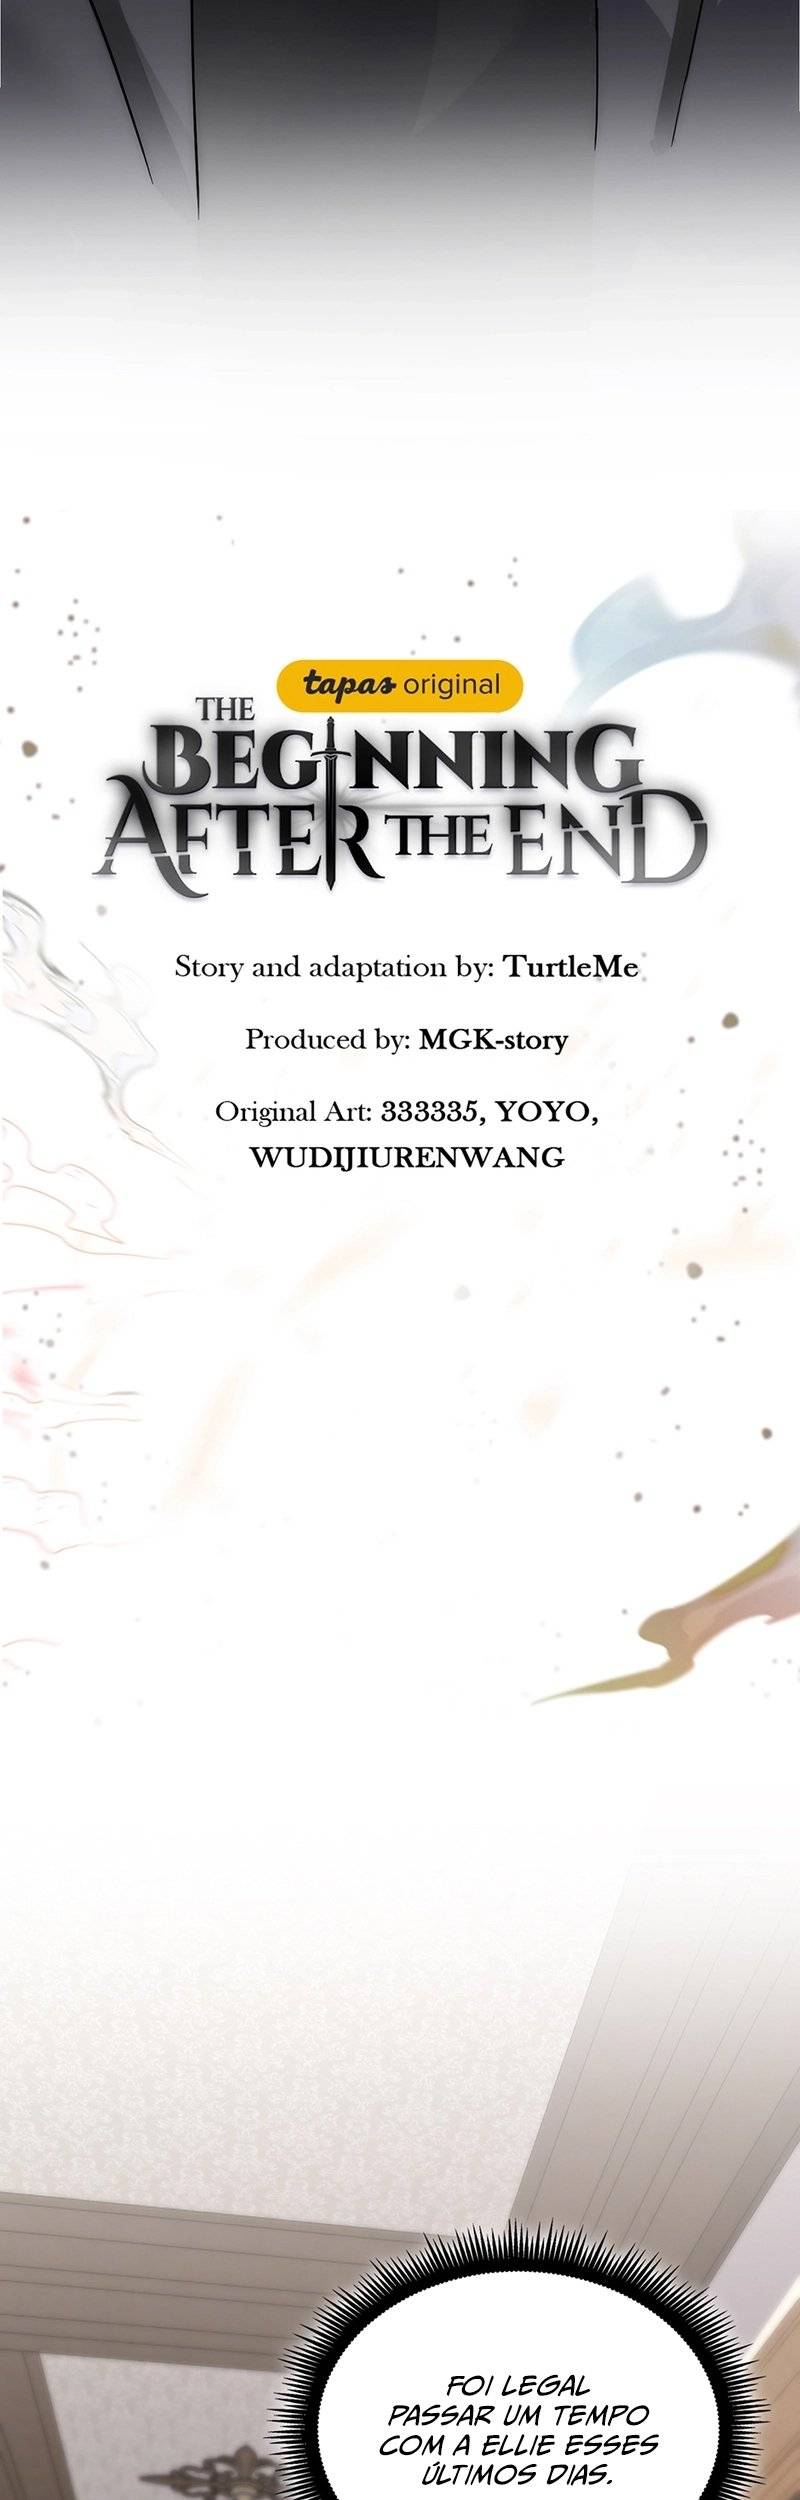 tapas original
THE
BEGINNING
AFTER THE END
Story and adaptation by: TurtleMe
Produced by: MGK-story
Original Art: 333335, YOYO,
WUDIJIURENWANG
FOI LEGAL
PASSAR UM TEMPO
COM A ELLIE ESSES
ÚLTIMOS DIAS.